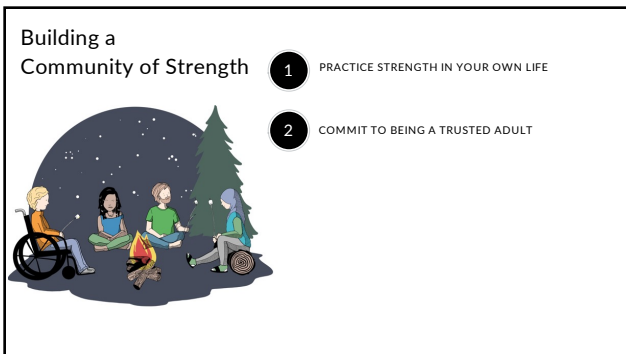 Building a
Community of Strength
1 PRACTICE STRENGTH IN YOUR OWN LIFE
2 COMMIT TO BEING A TRUSTED ADULT